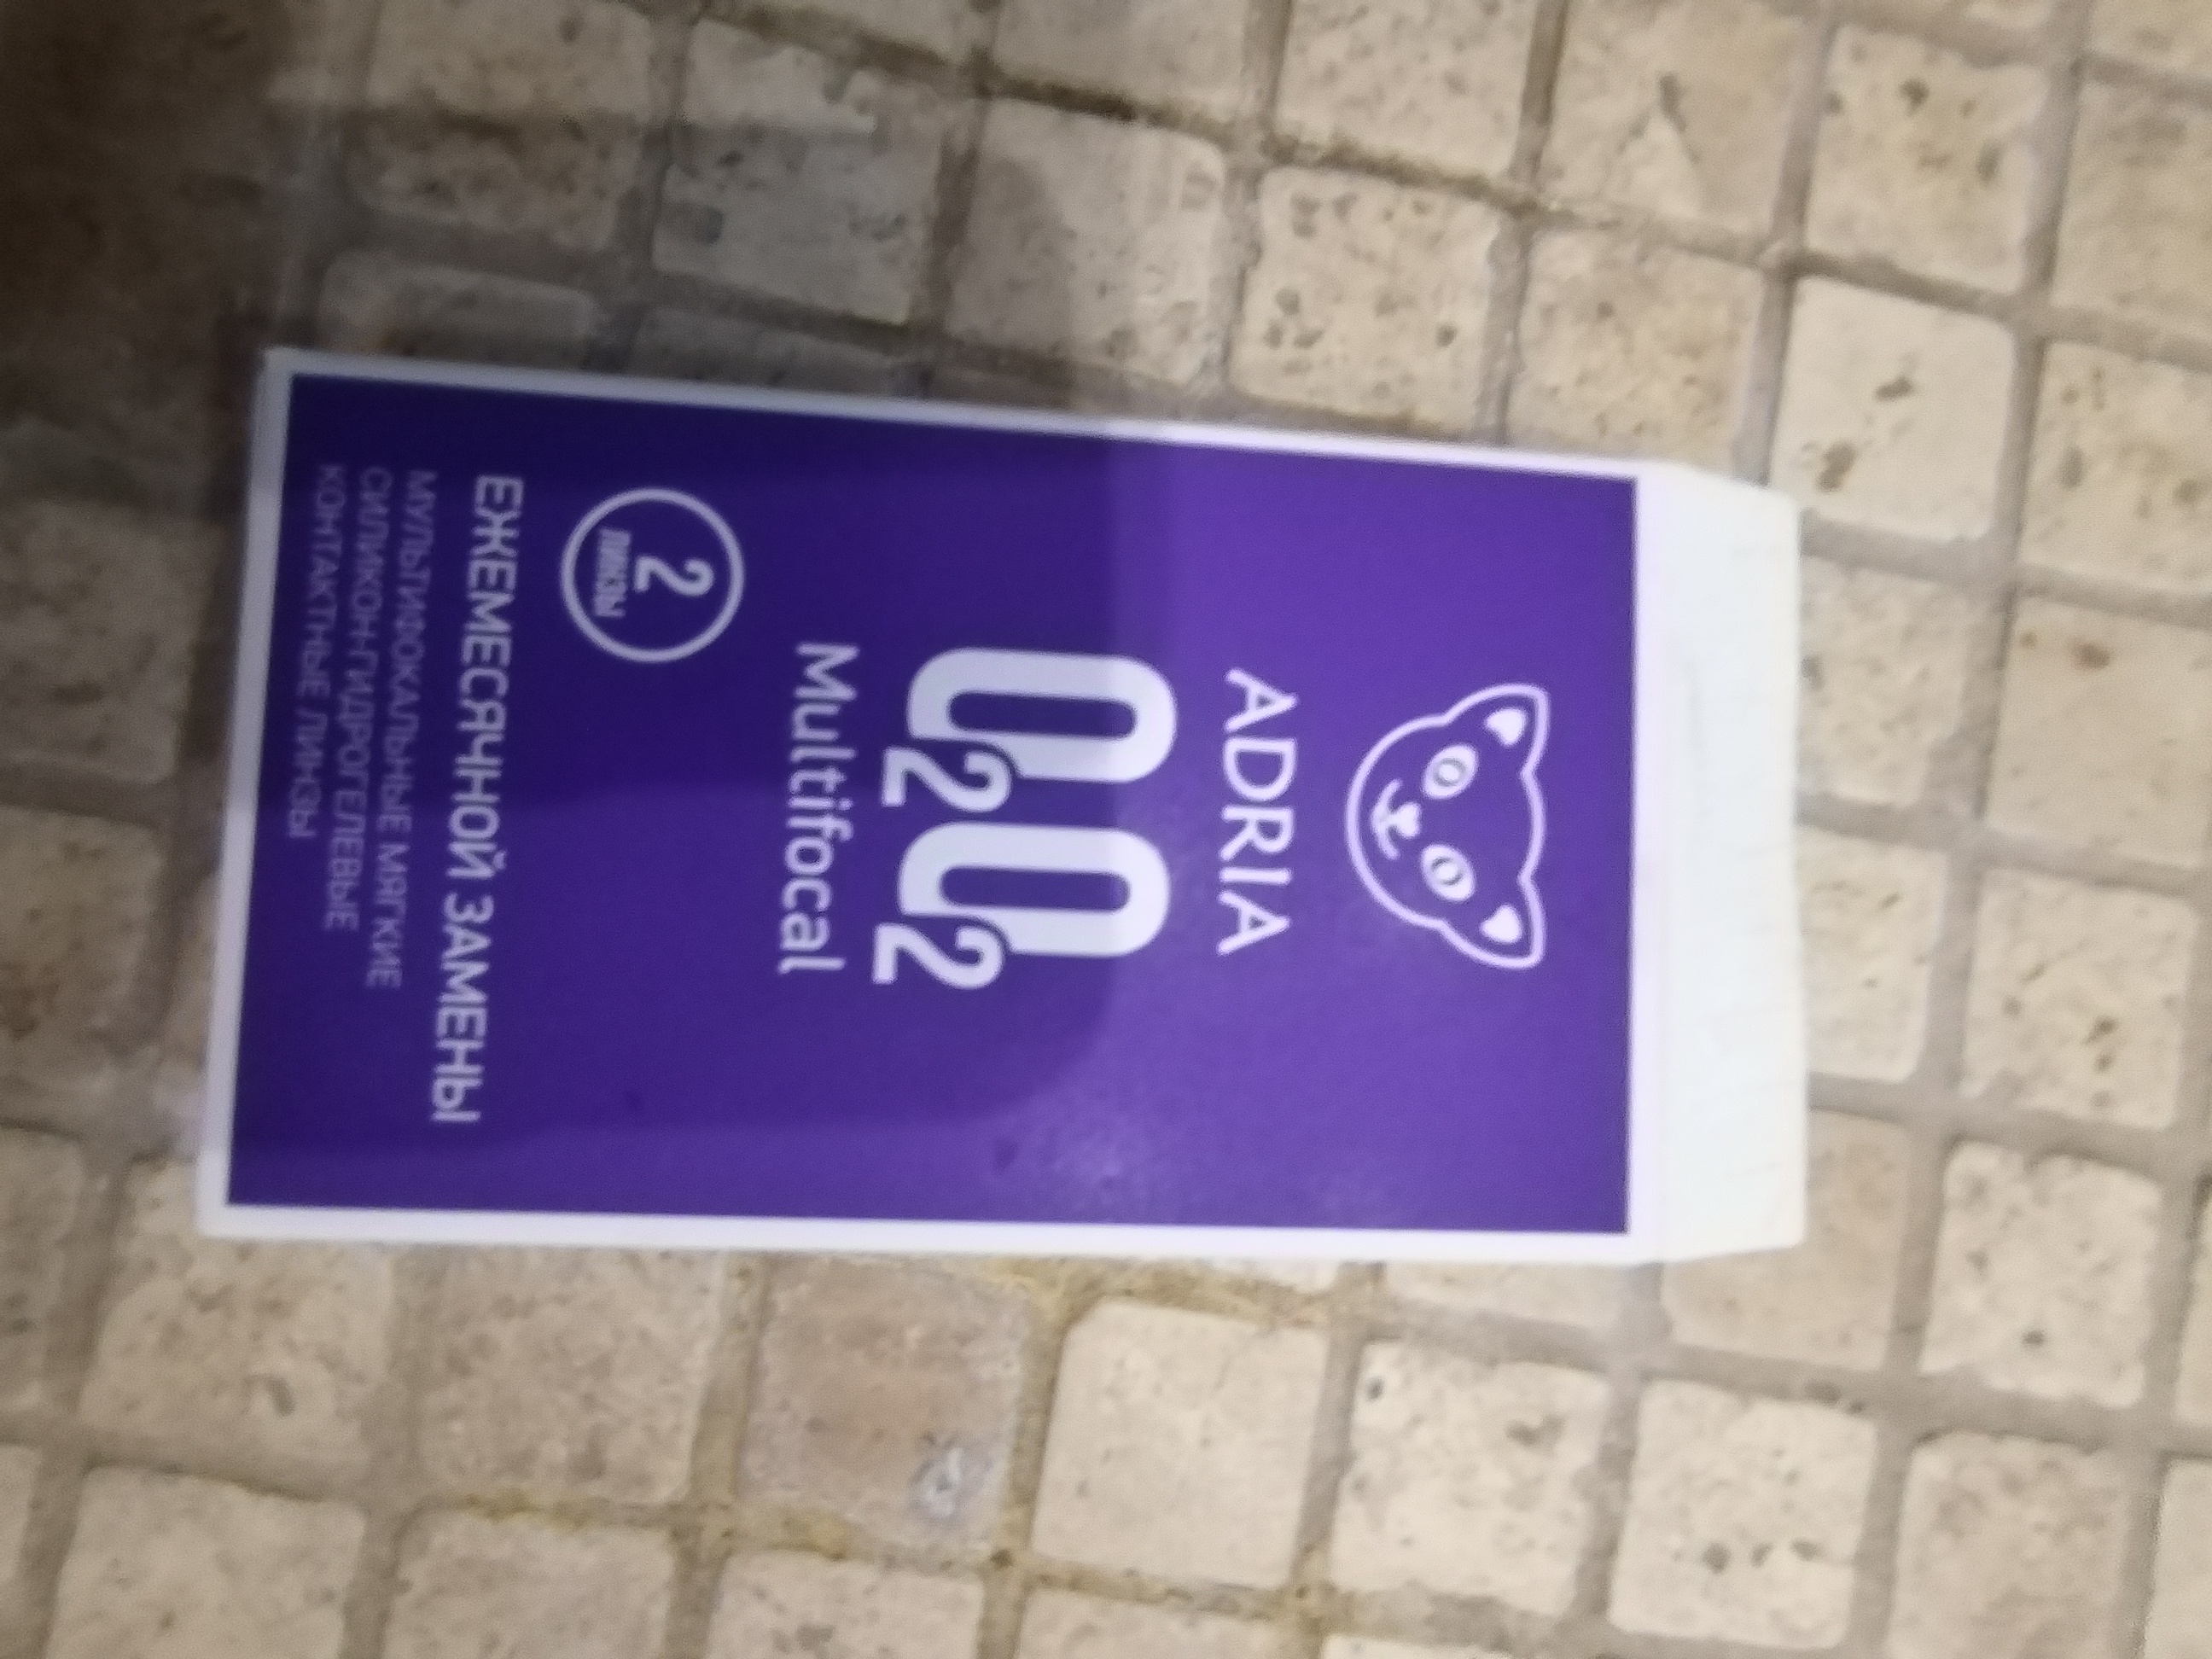 ADRIA
O2O2
Multifocal
2
ЛИНЗЫ
ЕЖЕМЕСЯЧНОЙ ЗАМЕНЫ
МУЛЬТИФОКАЛЬНЫЕ МЯГКИЕ
СИЛИКОН-ГИДРОГЕЛЕВЫЕ
КОНТАКТНЫЕ ЛИНЗЫ